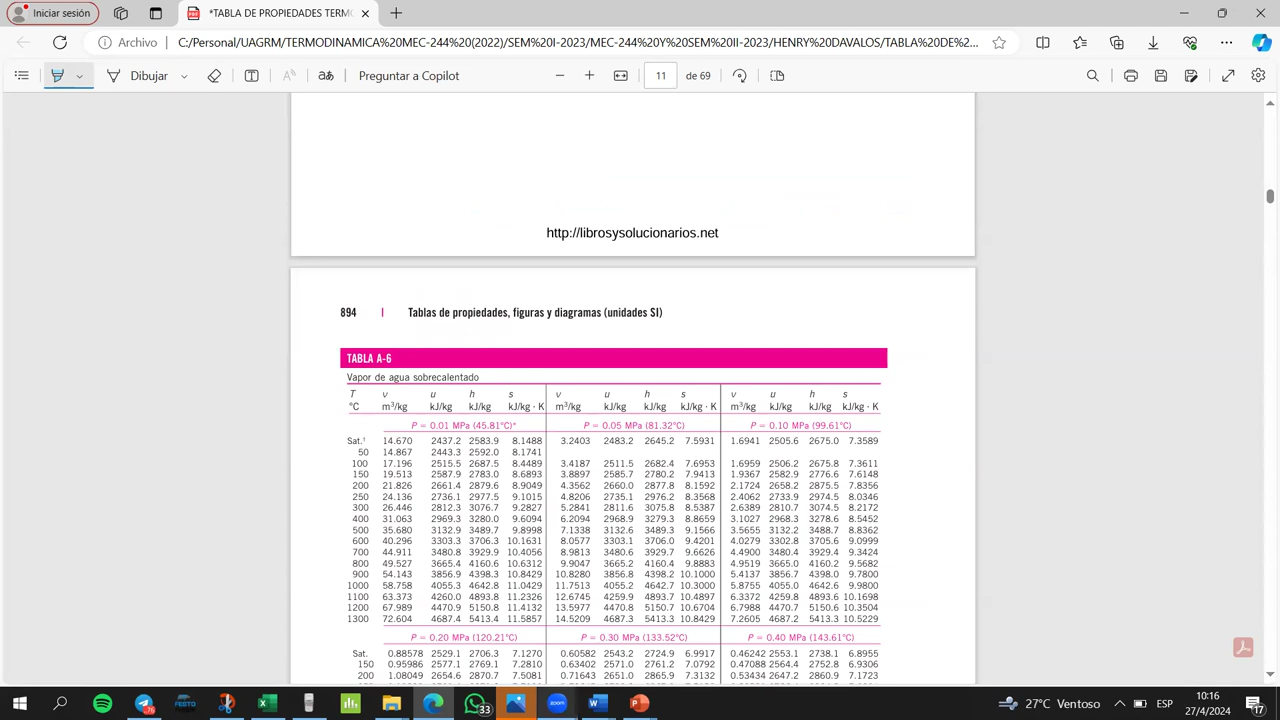 Iniciar sesión
*TABLA DE PROPIEDADES TERMO
Archivo
C:/Personal/UAGRM/TERMODINAMICA%20MEC-244%20(2022)/SEM%20I-2023/MEC-244%20Y%20SEM%20II-2023/HENRY%20DAVALOS/TABLA%20DE%2...
Dibujar
Preguntar a Copilot
11 de 69
http://librosysolucionarios.net
894 | Tablas de propiedades, figuras y diagramas (unidades SI)
TABLA A-6
Vapor de agua sobrecalentado
T v u h s v u h s v u h s
°C m³/kg kJ/kg kJ/kg kJ/kg · K m³/kg kJ/kg kJ/kg kJ/kg · K m³/kg kJ/kg kJ/kg kJ/kg · K
P = 0.01 MPa (45.81°C)* P = 0.05 MPa (81.32°C) P = 0.10 MPa (99.61°C)
Sat.† 14.670 2437.2 2583.9 8.1488 3.2403 2483.2 2645.2 7.5931 1.6941 2505.6 2675.0 7.3589
50 14.867 2443.3 2592.0 8.1741
100 17.196 2515.5 2687.5 8.4489 3.4187 2511.5 2682.4 7.6953 1.6959 2506.2 2675.8 7.3611
150 19.513 2587.9 2783.0 8.6893 3.8897 2585.7 2780.2 7.9413 1.9367 2582.9 2776.6 7.6148
200 21.826 2661.4 2879.6 8.9049 4.3562 2660.0 2877.8 8.1592 2.1724 2658.2 2875.5 7.8356
250 24.136 2736.1 2977.5 9.1015 4.8206 2735.1 2976.2 8.3568 2.4062 2733.9 2974.5 8.0346
300 26.446 2812.3 3076.7 9.2827 5.2841 2811.6 3075.8 8.5387 2.6389 2810.7 3074.5 8.2172
400 31.063 2969.3 3280.0 9.6094 6.2094 2968.9 3279.3 8.8659 3.1027 2968.3 3278.6 8.5452
500 35.680 3132.9 3489.7 9.8998 7.1338 3132.6 3489.3 9.1566 3.5655 3132.2 3488.7 8.8362
600 40.296 3303.3 3706.3 10.1631 8.0577 3303.1 3706.0 9.4201 4.0279 3302.8 3705.6 9.0999
700 44.911 3480.8 3929.9 10.4056 8.9813 3480.6 3929.7 9.6626 4.4900 3480.4 3929.4 9.3424
800 49.527 3665.4 4160.6 10.6312 9.9047 3665.2 4160.4 9.8883 4.9519 3665.0 4160.2 9.5682
900 54.143 3856.9 4398.3 10.8429 10.8280 3856.8 4398.2 10.1000 5.4137 3856.7 4398.0 9.7800
1000 58.758 4055.3 4642.8 11.0429 11.7513 4055.2 4642.7 10.3000 5.8755 4055.0 4642.6 9.9800
1100 63.373 4260.0 4893.8 11.2326 12.6745 4259.9 4893.7 10.4897 6.3372 4259.8 4893.6 10.1698
1200 67.989 4470.9 5150.8 11.4132 13.5977 4470.8 5150.7 10.6704 6.7988 4470.7 5150.6 10.3504
1300 72.604 4687.4 5413.4 11.5857 14.5209 4687.3 5413.3 10.8429 7.2605 4687.2 5413.3 10.5229
P = 0.20 MPa (120.21°C) P = 0.30 MPa (133.52°C) P = 0.40 MPa (143.61°C)
Sat. 0.88578 2529.1 2706.3 7.1270 0.60582 2543.2 2724.9 6.9917 0.46242 2553.1 2738.1 6.8955
150 0.95986 2577.1 2769.1 7.2810 0.63402 2571.0 2761.2 7.0792 0.47088 2564.4 2752.8 6.9306
200 1.08049 2654.6 2870.7 7.5081 0.71643 2651.0 2865.9 7.3132 0.53434 2647.2 2860.9 7.1723
FESTO
zoom
33
27°C Ventoso
ESP
10:16
27/4/2024
17